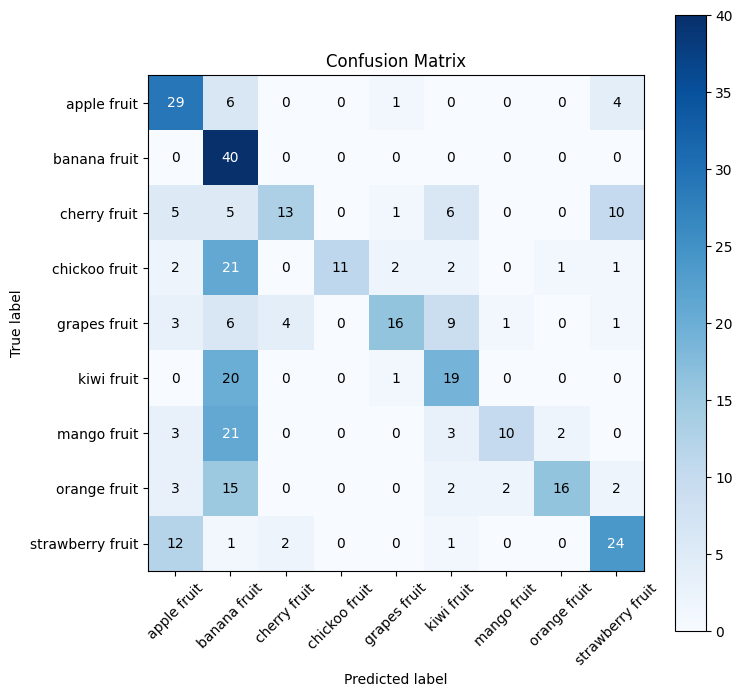 Confusion Matrix
True label
apple fruit 29 6 0 0 1 0 0 0 4
banana fruit 0 40 0 0 0 0 0 0 0
cherry fruit 5 5 13 0 1 6 0 0 10
chickoo fruit 2 21 0 11 2 2 0 1 1
grapes fruit 3 6 4 0 16 9 1 0 1
kiwi fruit 0 20 0 0 1 19 0 0 0
mango fruit 3 21 0 0 0 3 10 2 0
orange fruit 3 15 0 0 0 2 2 16 2
strawberry fruit 12 1 2 0 0 1 0 0 24
apple fruit banana fruit cherry fruit chickoo fruit grapes fruit kiwi fruit mango fruit orange fruit strawberry fruit
Predicted label
40
35
30
25
20
15
10
5
0